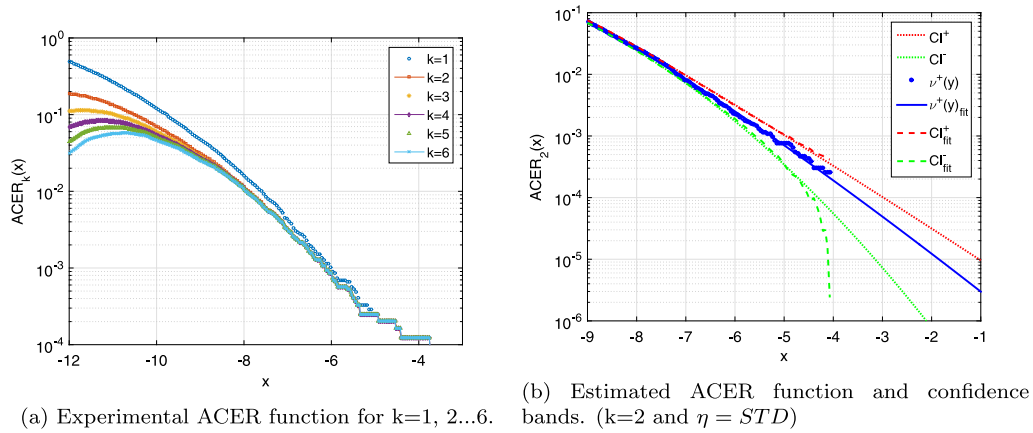 10^0
10^-1
10^-2
10^-3
10^-4
ACER_k(x)
-12 -10 -8 -6 -4
x
k=1
k=2
k=3
k=4
k=5
k=6
(a) Experimental ACER function for k=1, 2...6.
10^-1
10^-2
10^-3
10^-4
10^-5
10^-6
ACER_2(x)
-9 -8 -7 -6 -5 -4 -3 -2 -1
x
CI^+
CI^-
ν^+(y)
ν^+(y)_fit
CI^+_fit
CI^-_fit
(b) Estimated ACER function and confidence
bands. (k=2 and η = STD)